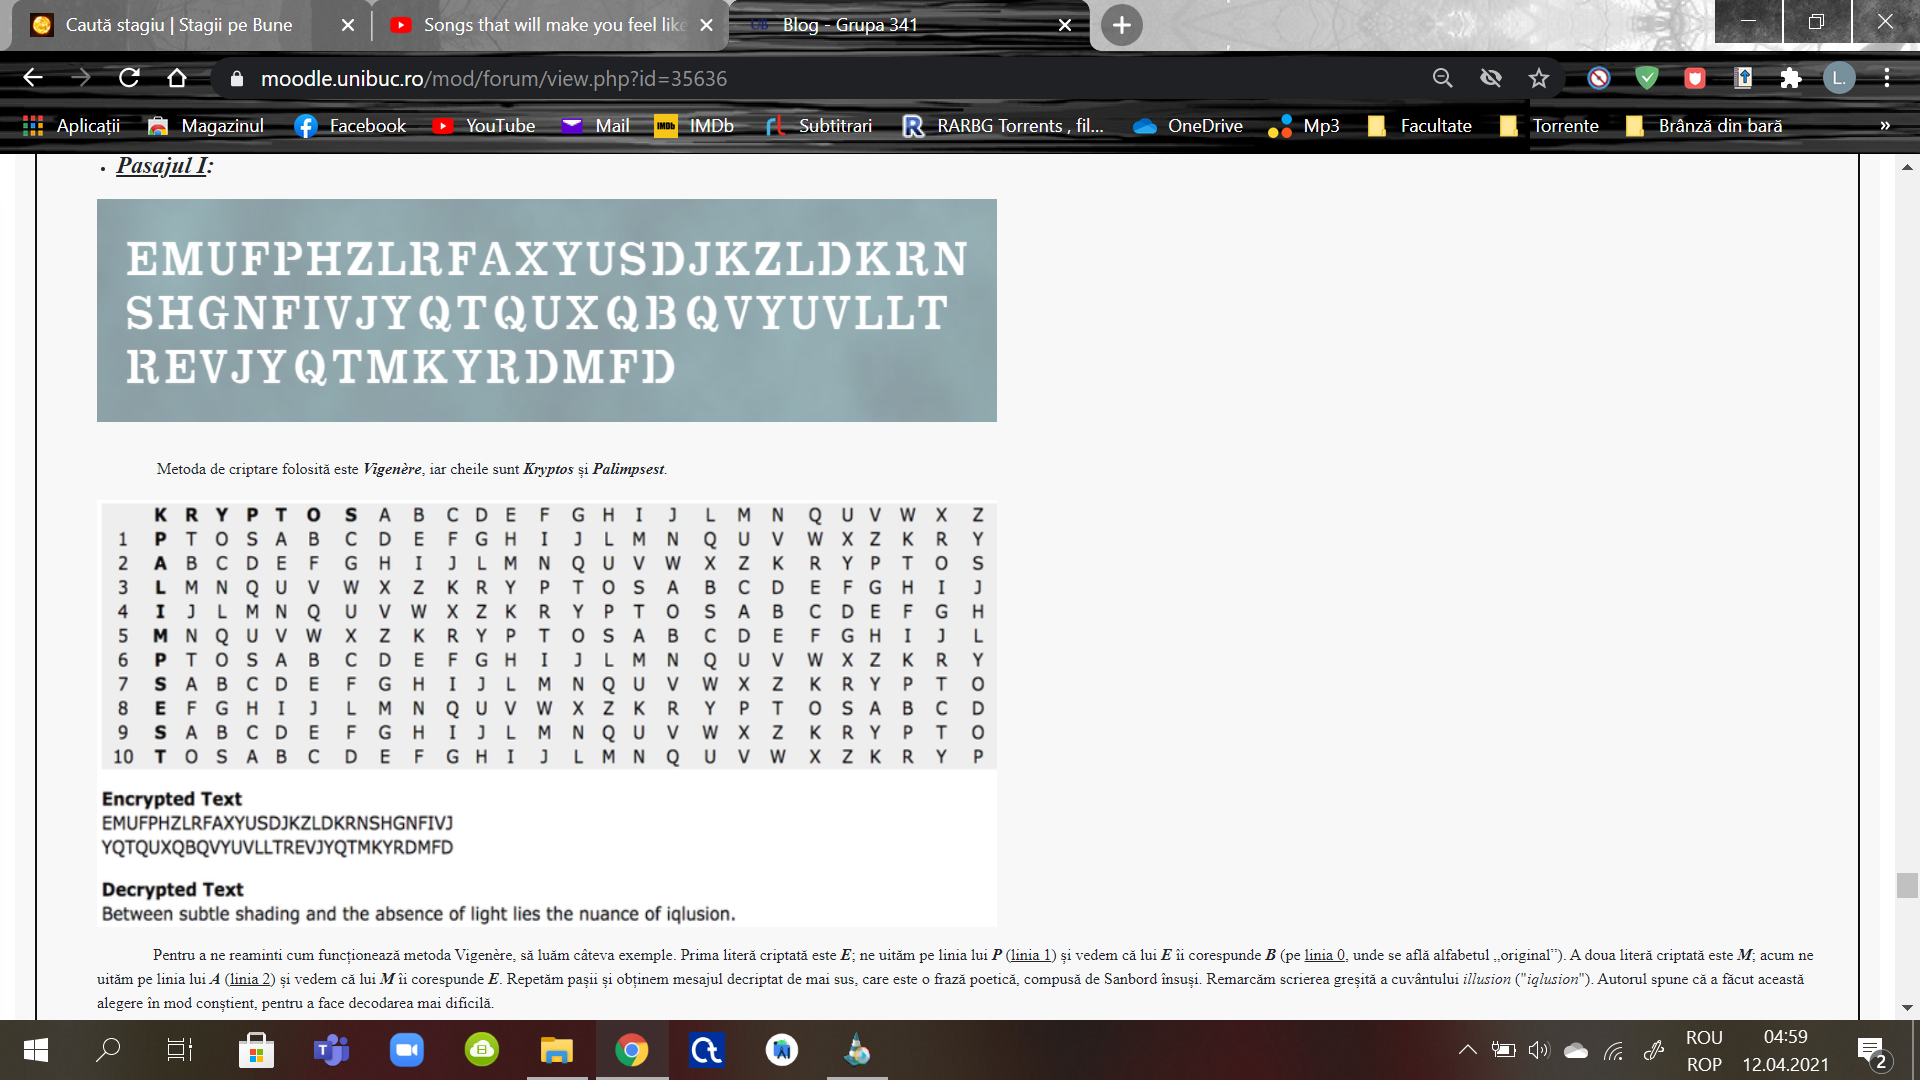 Caută stagiu | Stagii pe Bune
Songs that will make you feel like
Blog - Grupa 341
moodle.unibuc.ro/mod/forum/view.php?id=35636
L.
Aplicații Magazinul Facebook YouTube Mail IMDb IMDb Subtitrari RARBG Torrents , fil... OneDrive Mp3 Facultate Torrente Brânză din bară »
• Pasajul I:
EMUFPHZLRFAXYUSDJKZLDKRN
SHGNFIVJYQTQUXQBQVYUVLLT
REVJYQTMKYRDMFD
Metoda de criptare folosită este Vigenère, iar cheile sunt Kryptos și Palimpsest.
K R Y P T O S A B C D E F G H I J L M N Q U V W X Z
1 P T O S A B C D E F G H I J L M N Q U V W X Z K R Y
2 A B C D E F G H I J L M N Q U V W X Z K R Y P T O S
3 L M N Q U V W X Z K R Y P T O S A B C D E F G H I J
4 I J L M N Q U V W X Z K R Y P T O S A B C D E F G H
5 M N Q U V W X Z K R Y P T O S A B C D E F G H I J L
6 P T O S A B C D E F G H I J L M N Q U V W X Z K R Y
7 S A B C D E F G H I J L M N Q U V W X Z K R Y P T O
8 E F G H I J L M N Q U V W X Z K R Y P T O S A B C D
9 S A B C D E F G H I J L M N Q U V W X Z K R Y P T O
10 T O S A B C D E F G H I J L M N Q U V W X Z K R Y P
Encrypted Text
EMUFPHZLRFAXYUSDJKZLDKRNSHGNFIVJ
YQTQUXQBQVYUVLLTREVJYQTMKYRDMFD
Decrypted Text
Between subtle shading and the absence of light lies the nuance of iqlusion.
Pentru a ne reaminti cum funcționează metoda Vigenère, să luăm câteva exemple. Prima literă criptată este E; ne uităm pe linia lui P (linia 1) și vedem că lui E îi corespunde B (pe linia 0, unde se află alfabetul ,,original''). A doua literă criptată este M; acum ne
uităm pe linia lui A (linia 2) și vedem că lui M îi corespunde E. Repetăm pașii și obținem mesajul decriptat de mai sus, care este o frază poetică, compusă de Sanbord însuși. Remarcăm scrierea greșită a cuvântului illusion ("iqlusion"). Autorul spune că a făcut această
alegere în mod conștient, pentru a face decodarea mai dificilă.
ROU 04:59
ROP 12.04.2021
2